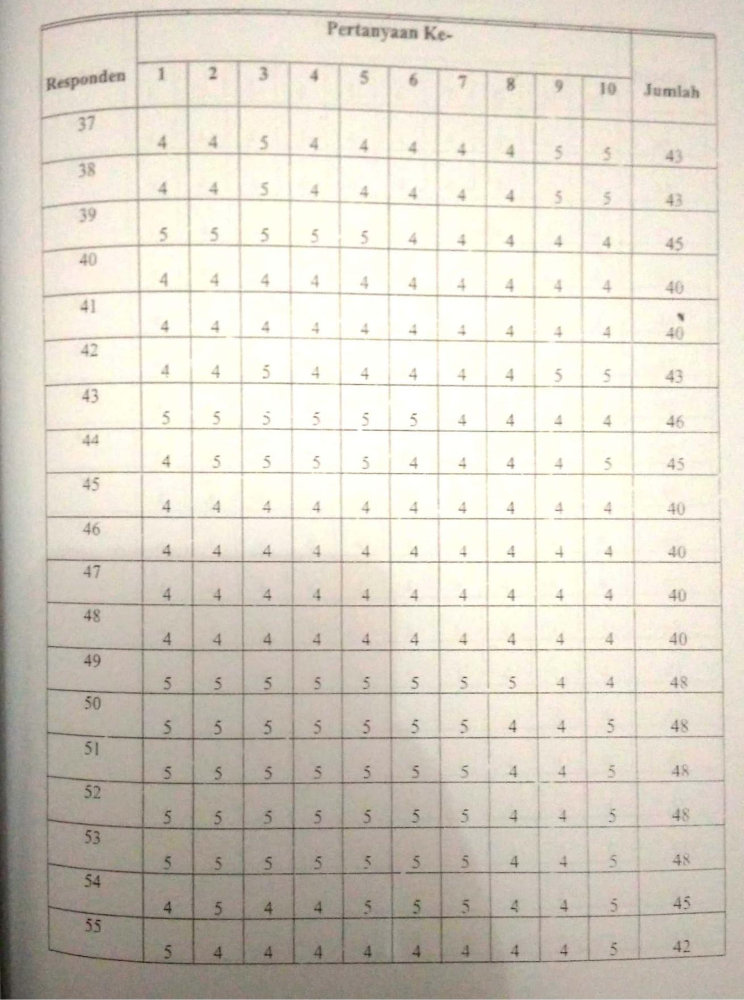 Pertanyaan Ke-
Responden 1 2 3 4 5 6 7 8 9 10 Jumlah
37 4 4 5 4 4 4 4 4 5 5 43
38 4 4 5 4 4 4 4 4 5 5 43
39 5 5 5 5 5 4 4 4 4 4 45
40 4 4 4 4 4 4 4 4 4 4 40
41 4 4 4 4 4 4 4 4 4 4 40
42 4 4 5 4 4 4 4 4 5 5 43
43 5 5 5 5 5 5 4 4 4 4 46
44 4 5 5 5 5 4 4 4 4 5 45
45 4 4 4 4 4 4 4 4 4 4 40
46 4 4 4 4 4 4 4 4 4 4 40
47 4 4 4 4 4 4 4 4 4 4 40
48 4 4 4 4 4 4 4 4 4 4 40
49 5 5 5 5 5 5 5 5 4 4 48
50 5 5 5 5 5 5 5 4 4 5 48
51 5 5 5 5 5 5 5 4 4 5 48
52 5 5 5 5 5 5 5 4 4 5 48
53 5 5 5 5 5 5 5 4 4 5 48
54 4 5 4 4 5 5 5 4 4 5 45
55 5 4 4 4 4 4 4 4 4 5 42